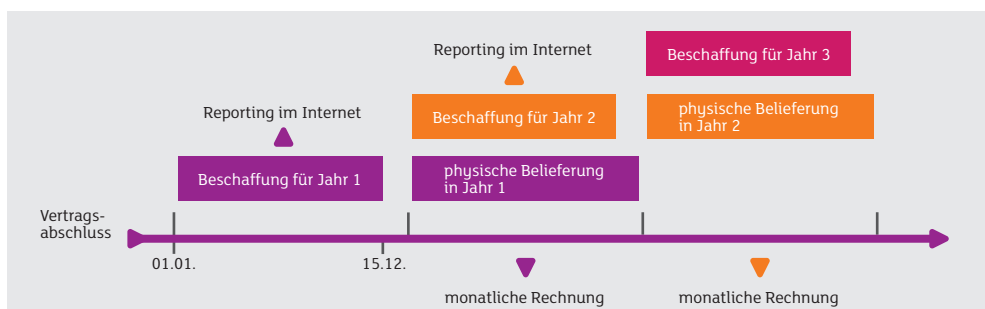 Reporting im Internet
Beschaffung für Jahr 3
Reporting im Internet
Beschaffung für Jahr 2
physische Belieferung
in Jahr 2
Beschaffung für Jahr 1
physische Belieferung
in Jahr 1
Vertrags-
abschluss
01.01.
15.12.
monatliche Rechnung
monatliche Rechnung